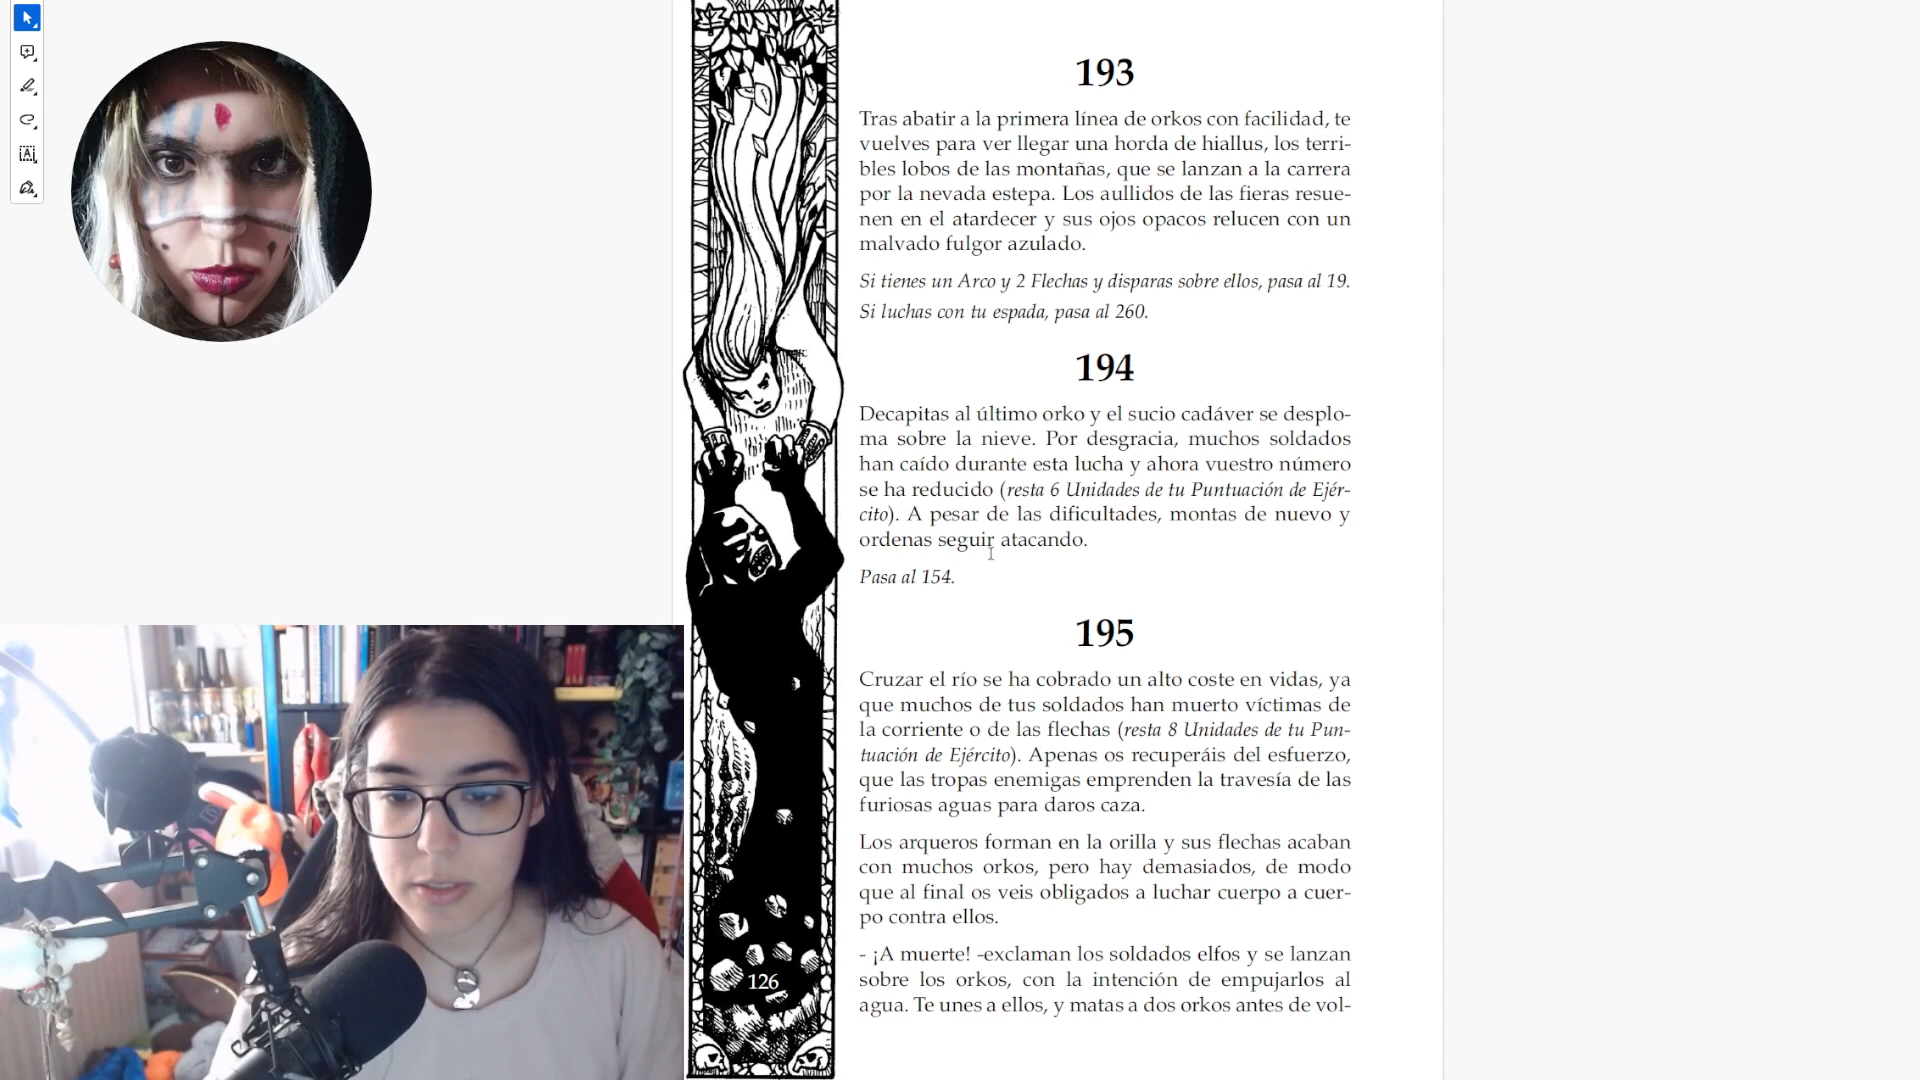 193
Tras abatir a la primera línea de orkos con facilidad, te
vuelves para ver llegar una horda de hiallus, los terri-
bles lobos de las montañas, que se lanzan a la carrera
por la nevada estepa. Los aullidos de las fieras resue-
nen en el atardecer y sus ojos opacos relucen con un
malvado fulgor azulado.
Si tienes un Arco y 2 Flechas y disparas sobre ellos, pasa al 19.
Si luchas con tu espada, pasa al 260.
194
Decapitas al último orko y el sucio cadáver se desplo-
ma sobre la nieve. Por desgracia, muchos soldados
han caído durante esta lucha y ahora vuestro número
se ha reducido (resta 6 Unidades de tu Puntuación de Ejér-
cito). A pesar de las dificultades, montas de nuevo y
ordenas seguir atacando.
Pasa al 154.
195
Cruzar el río se ha cobrado un alto coste en vidas, ya
que muchos de tus soldados han muerto víctimas de
la corriente o de las flechas (resta 8 Unidades de tu Pun-
tuación de Ejército). Apenas os recuperáis del esfuerzo,
que las tropas enemigas emprenden la travesía de las
furiosas aguas para daros caza.
Los arqueros forman en la orilla y sus flechas acaban
con muchos orkos, pero hay demasiados, de modo
que al final os veis obligados a luchar cuerpo a cuer-
po contra ellos.
- ¡A muerte! -exclaman los soldados elfos y se lanzan
sobre los orkos, con la intención de empujarlos al
agua. Te unes a ellos, y matas a dos orkos antes de vol-
126